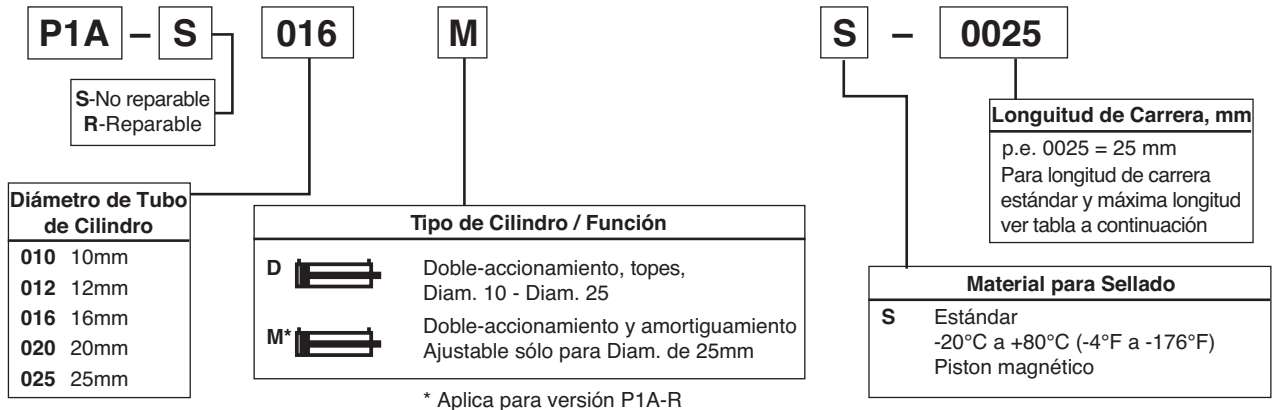 P1A – S 016 M S – 0025
S-No reparable
R-Reparable
Longuitud de Carrera, mm
p.e. 0025 = 25 mm
Para longitud de carrera
estándar y máxima longitud
ver tabla a continuación
Diámetro de Tubo
de Cilindro
010 10mm
012 12mm
016 16mm
020 20mm
025 25mm
Tipo de Cilindro / Función
D Doble-accionamiento, topes,
Diam. 10 - Diam. 25
M* Doble-accionamiento y amortiguamiento
Ajustable sólo para Diam. de 25mm
* Aplica para versión P1A-R
Material para Sellado
S Estándar
-20°C a +80°C (-4°F a -176°F)
Piston magnético